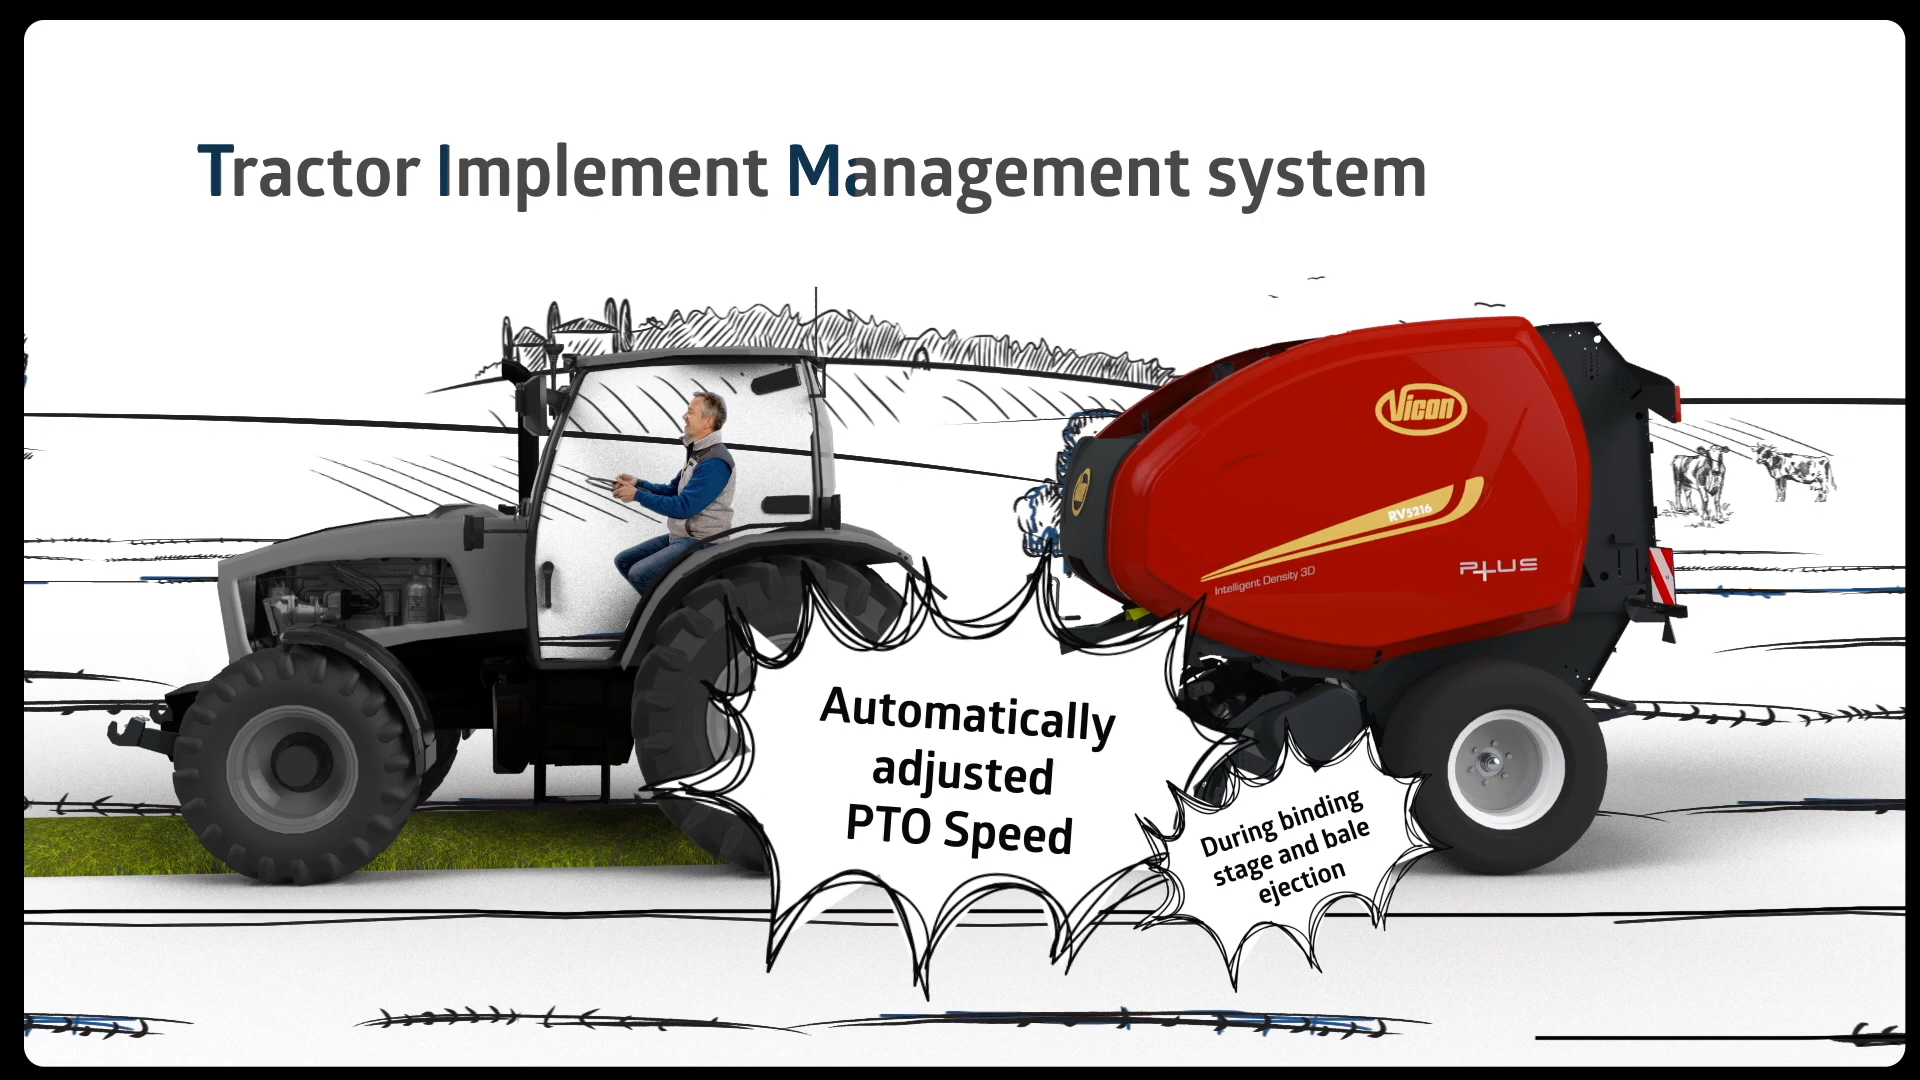 Tractor Implement Management system
Vicon
RV5216
Intelligent Density 3D
PLUS
Automatically
adjusted
PTO Speed
During binding
stage and bale
ejection